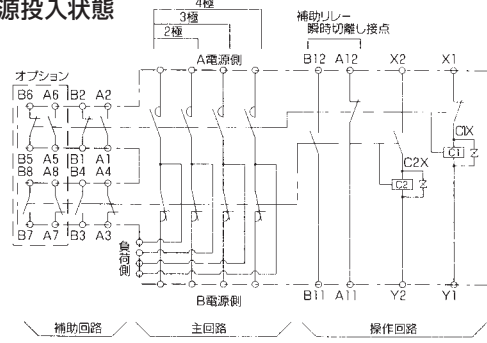 源投入状態
4極
3極
2極
補助リレー
瞬時切離し接点
A電源側
B12 A12 X2 X1
オプション
B6 A6 B2 A2
C1X
B5 A5 B1 A1
C1
B8 A8 B4 A4
C2X
C2
B7 A7 B3 A3
負荷側
B電源側
B11 A11 Y2 Y1
補助回路 主回路 操作回路